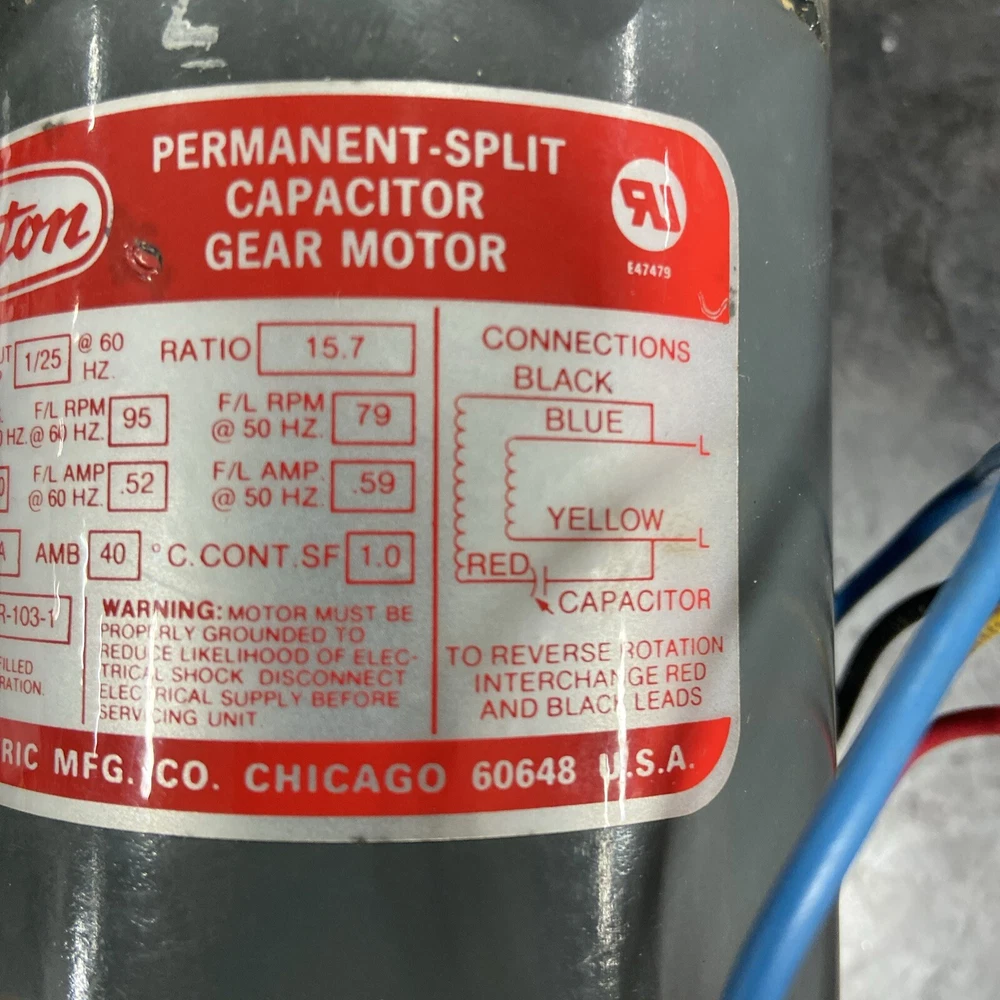 PERMANENT-SPLIT
CAPACITOR
GEAR MOTOR
E47479
1/25 @ 60 HZ.
RATIO 15.7
F/L RPM @ 60 HZ. 95
F/L RPM @ 50 HZ. 79
F/L AMP @ 60 HZ. .52
F/L AMP. @ 50 HZ. .59
AMB 40 °C. CONT. SF 1.0
R-103-1
WARNING: MOTOR MUST BE
PROPERLY GROUNDED TO
REDUCE LIKELIHOOD OF ELEC-
TRICAL SHOCK DISCONNECT
ELECTRICAL SUPPLY BEFORE
SERVICING UNIT.
CONNECTIONS
BLACK
BLUE
L
YELLOW
L
RED
CAPACITOR
TO REVERSE ROTATION
INTERCHANGE RED
AND BLACK LEADS
RIC MFG. CO. CHICAGO 60648 U.S.A.